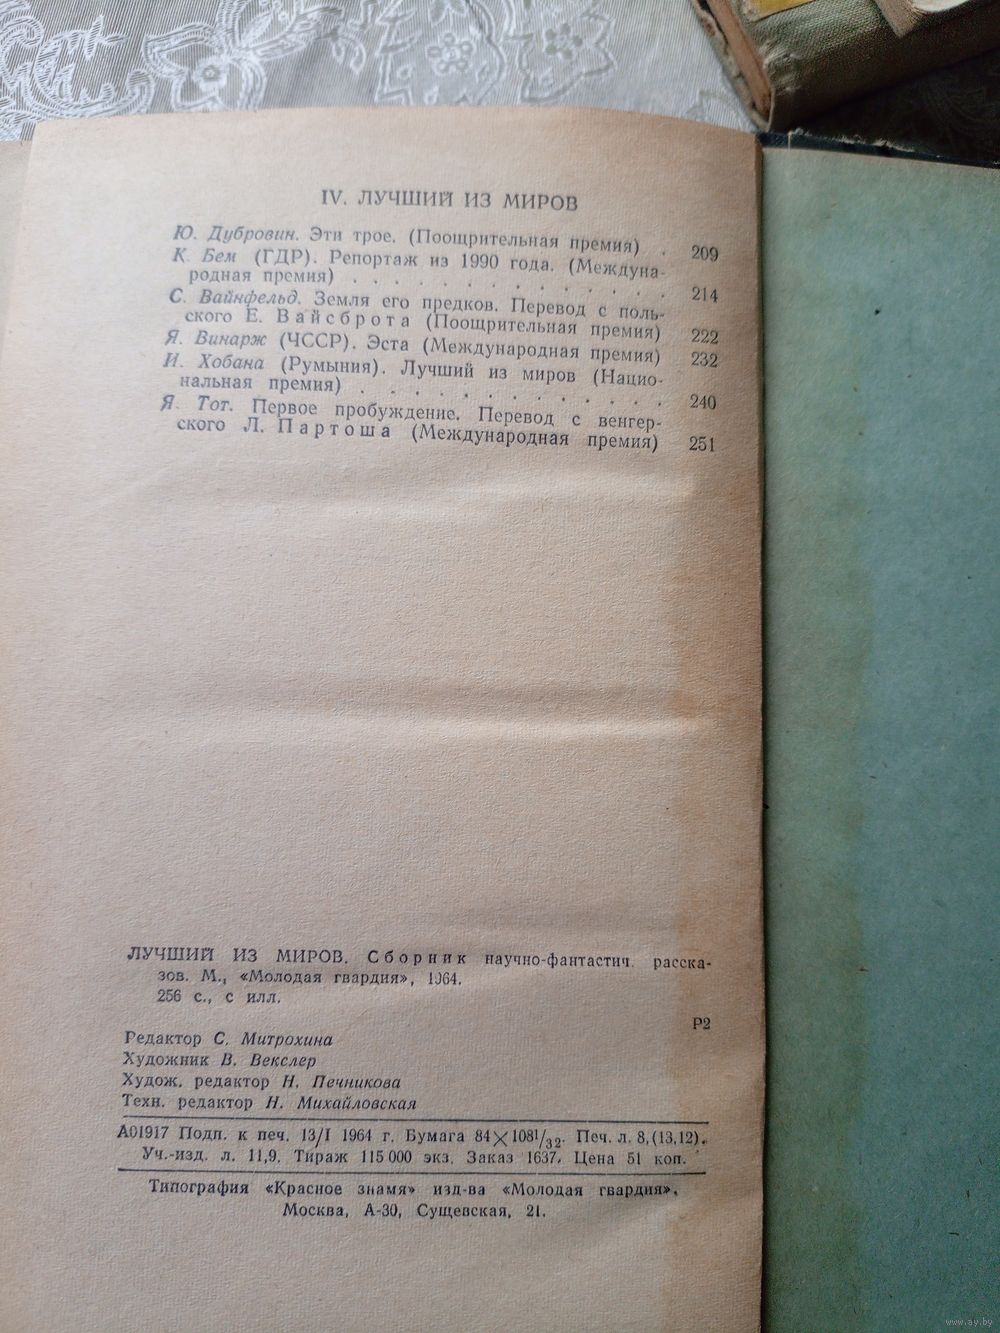 IV. ЛУЧШИЙ ИЗ МИРОВ
Ю. Дубровин. Эти трое. (Поощрительная премия) . 209
К. Бем (ГДР). Репортаж из 1990 года. (Междуна-
родная премия) . . . . . . . . . . . . . 214
С. Вайнфельд. Земля его предков. Перевод с поль-
ского Е. Вайсброта (Поощрительная премия) 222
Я. Винарж (ЧССР). Эста (Международная премия) 232
И. Хобана (Румыния). Лучший из миров (Нацио-
нальная премия) . . . . . . . . . . . . 240
Я. Тот. Первое пробуждение. Перевод с венгер-
ского Л. Партоша (Международная премия) 251
ЛУЧШИЙ ИЗ МИРОВ. Сборник научно-фантастич. расска-
зов. М., «Молодая гвардия», 1964.
256 с., с илл.
Р2
Редактор С. Митрохина
Художник В. Векслер
Худож. редактор Н. Печникова
Техн. редактор Н. Михайловская
А01917 Подп. к печ. 13/I 1964 г. Бумага 84×108¹/₃₂. Печ. л. 8,(13,12).
Уч.-изд. л. 11,9. Тираж 115 000 экз. Заказ 1637. Цена 51 коп.
Типография «Красное знамя» изд-ва «Молодая гвардия».
Москва, А-30, Сущевская, 21.
www.ay.by